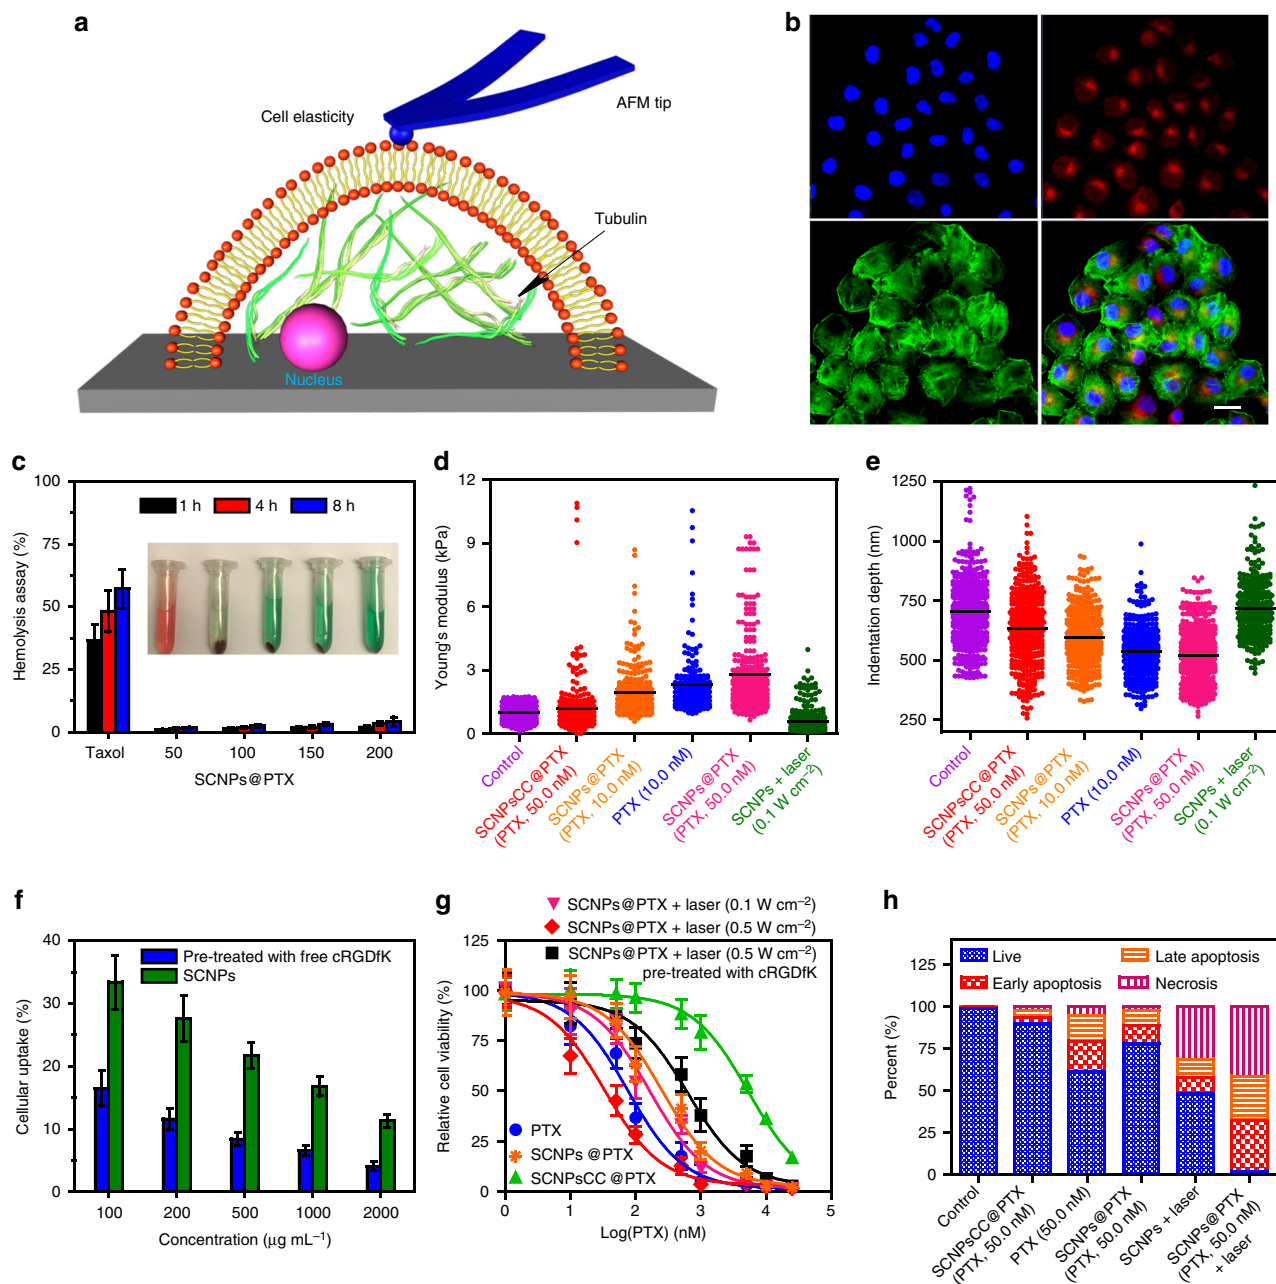 a
Cell elasticity
AFM tip
Tubulin
Nucleus
b
c
Hemolysis assay (%)
100
75
50
25
0
1 h
4 h
8 h
Taxol
50
100
150
200
SCNPs@PTX
d
Young's modulus (kPa)
12
9
6
3
0
Control
SCNPsCC@PTX
(PTX, 50.0 nM)
SCNPs@PTX
(PTX, 10.0 nM)
PTX (10.0 nM)
SCNPs@PTX
(PTX, 50.0 nM)
SCNPs + laser
(0.1 W cm⁻²)
e
Indentation depth (nm)
1250
1000
750
500
250
Control
SCNPsCC@PTX
(PTX, 50.0 nM)
SCNPs@PTX
(PTX, 10.0 nM)
PTX (10.0 nM)
SCNPs@PTX
(PTX, 50.0 nM)
SCNPs + laser
(0.1 W cm⁻²)
f
Cellular uptake (%)
40
30
20
10
0
Pre-treated with free cRGDfK
SCNPs
100
200
500
1000
2000
Concentration (μg mL⁻¹)
g
SCNPs@PTX + laser (0.1 W cm⁻²)
SCNPs@PTX + laser (0.5 W cm⁻²)
SCNPs@PTX + laser (0.5 W cm⁻²)
pre-treated with cRGDfK
Relative cell viability (%)
125
100
75
50
25
0
PTX
SCNPs @PTX
SCNPsCC @PTX
0
1
2
3
4
5
Log(PTX) (nM)
h
Percent (%)
125
100
75
50
25
0
Live
Early apoptosis
Late apoptosis
Necrosis
Control
SCNPsCC@PTX
(PTX, 50.0 nM)
PTX (50.0 nM)
SCNPs@PTX
(PTX, 50.0 nM)
SCNPs + laser
SCNPs@PTX
(PTX, 50.0 nM)
+ laser